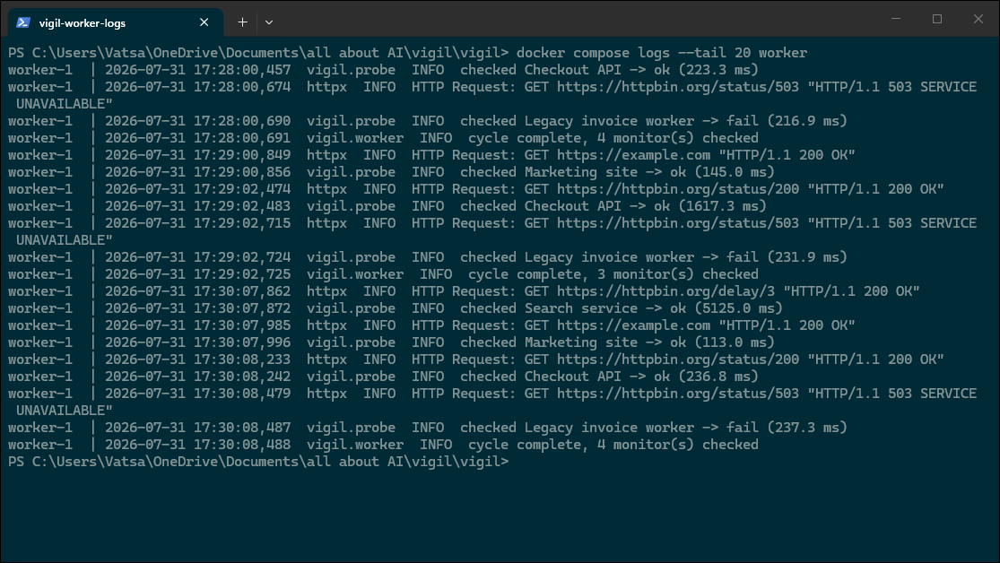 vigil-worker-logs
PS C:\Users\Vatsa\OneDrive\Documents\all about AI\vigil\vigil> docker compose logs --tail 20 worker
worker-1  | 2026-07-31 17:28:00,457  vigil.probe  INFO  checked Checkout API -> ok (223.3 ms)
worker-1  | 2026-07-31 17:28:00,674  httpx  INFO  HTTP Request: GET https://httpbin.org/status/503 "HTTP/1.1 503 SERVICE
 UNAVAILABLE"
worker-1  | 2026-07-31 17:28:00,690  vigil.probe  INFO  checked Legacy invoice worker -> fail (216.9 ms)
worker-1  | 2026-07-31 17:28:00,691  vigil.worker  INFO  cycle complete, 4 monitor(s) checked
worker-1  | 2026-07-31 17:29:00,849  httpx  INFO  HTTP Request: GET https://example.com "HTTP/1.1 200 OK"
worker-1  | 2026-07-31 17:29:00,856  vigil.probe  INFO  checked Marketing site -> ok (145.0 ms)
worker-1  | 2026-07-31 17:29:02,474  httpx  INFO  HTTP Request: GET https://httpbin.org/status/200 "HTTP/1.1 200 OK"
worker-1  | 2026-07-31 17:29:02,483  vigil.probe  INFO  checked Checkout API -> ok (1617.3 ms)
worker-1  | 2026-07-31 17:29:02,715  httpx  INFO  HTTP Request: GET https://httpbin.org/status/503 "HTTP/1.1 503 SERVICE
 UNAVAILABLE"
worker-1  | 2026-07-31 17:29:02,724  vigil.probe  INFO  checked Legacy invoice worker -> fail (231.9 ms)
worker-1  | 2026-07-31 17:29:02,725  vigil.worker  INFO  cycle complete, 3 monitor(s) checked
worker-1  | 2026-07-31 17:30:07,862  httpx  INFO  HTTP Request: GET https://httpbin.org/delay/3 "HTTP/1.1 200 OK"
worker-1  | 2026-07-31 17:30:07,872  vigil.probe  INFO  checked Search service -> ok (5125.0 ms)
worker-1  | 2026-07-31 17:30:07,985  httpx  INFO  HTTP Request: GET https://example.com "HTTP/1.1 200 OK"
worker-1  | 2026-07-31 17:30:07,996  vigil.probe  INFO  checked Marketing site -> ok (113.0 ms)
worker-1  | 2026-07-31 17:30:08,233  httpx  INFO  HTTP Request: GET https://httpbin.org/status/200 "HTTP/1.1 200 OK"
worker-1  | 2026-07-31 17:30:08,242  vigil.probe  INFO  checked Checkout API -> ok (236.8 ms)
worker-1  | 2026-07-31 17:30:08,479  httpx  INFO  HTTP Request: GET https://httpbin.org/status/503 "HTTP/1.1 503 SERVICE
 UNAVAILABLE"
worker-1  | 2026-07-31 17:30:08,487  vigil.probe  INFO  checked Legacy invoice worker -> fail (237.3 ms)
worker-1  | 2026-07-31 17:30:08,488  vigil.worker  INFO  cycle complete, 4 monitor(s) checked
PS C:\Users\Vatsa\OneDrive\Documents\all about AI\vigil\vigil>